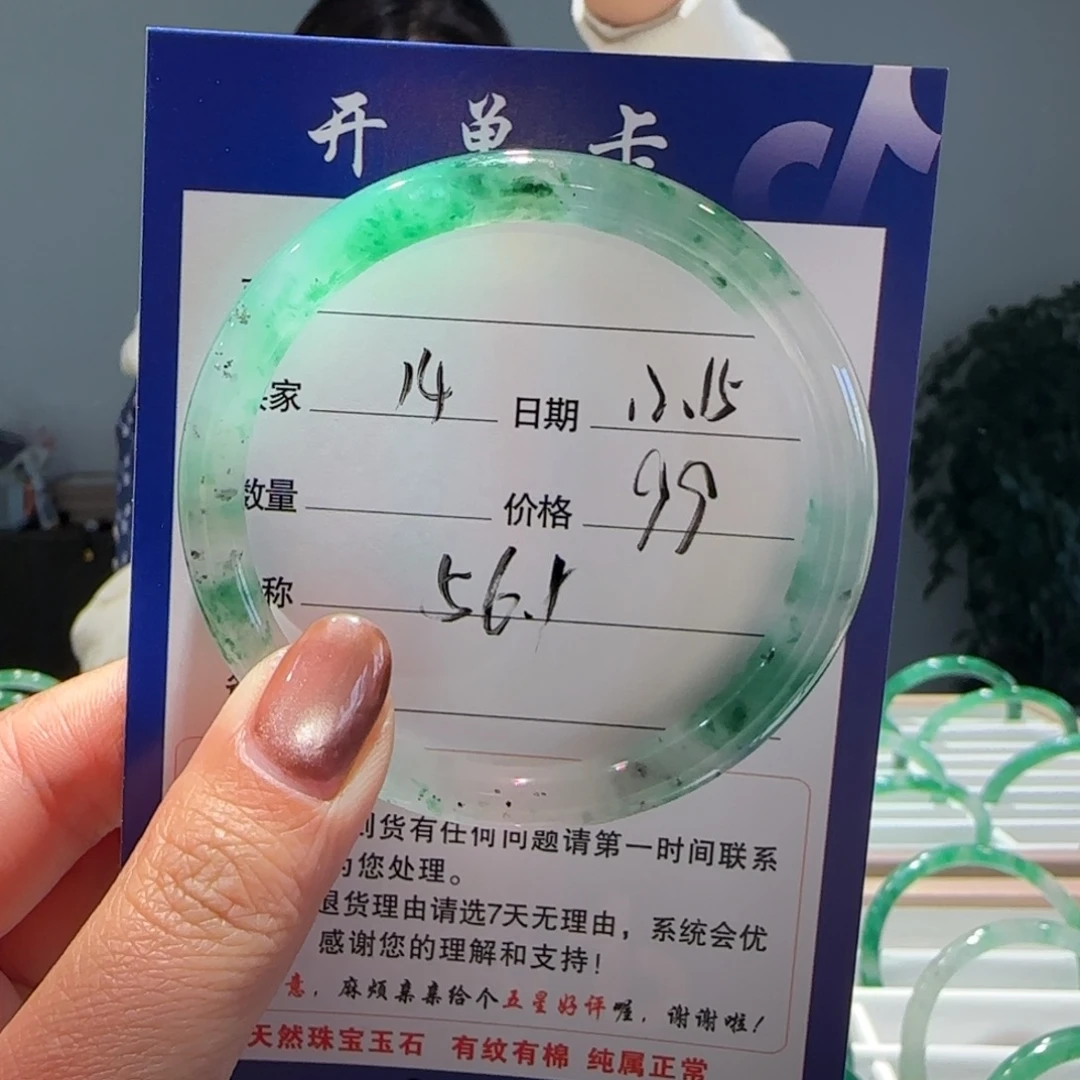 开单卡
家 14 日期 12.15
数量 价格 99
称 56.1
到货有任何问题请第一时间联系
为您处理。
退货理由请选7天无理由，系统会优
感谢您的理解和支持！
意，麻烦亲亲给个五星好评喔，谢谢啦！
天然珠宝玉石 有纹有棉 纯属正常